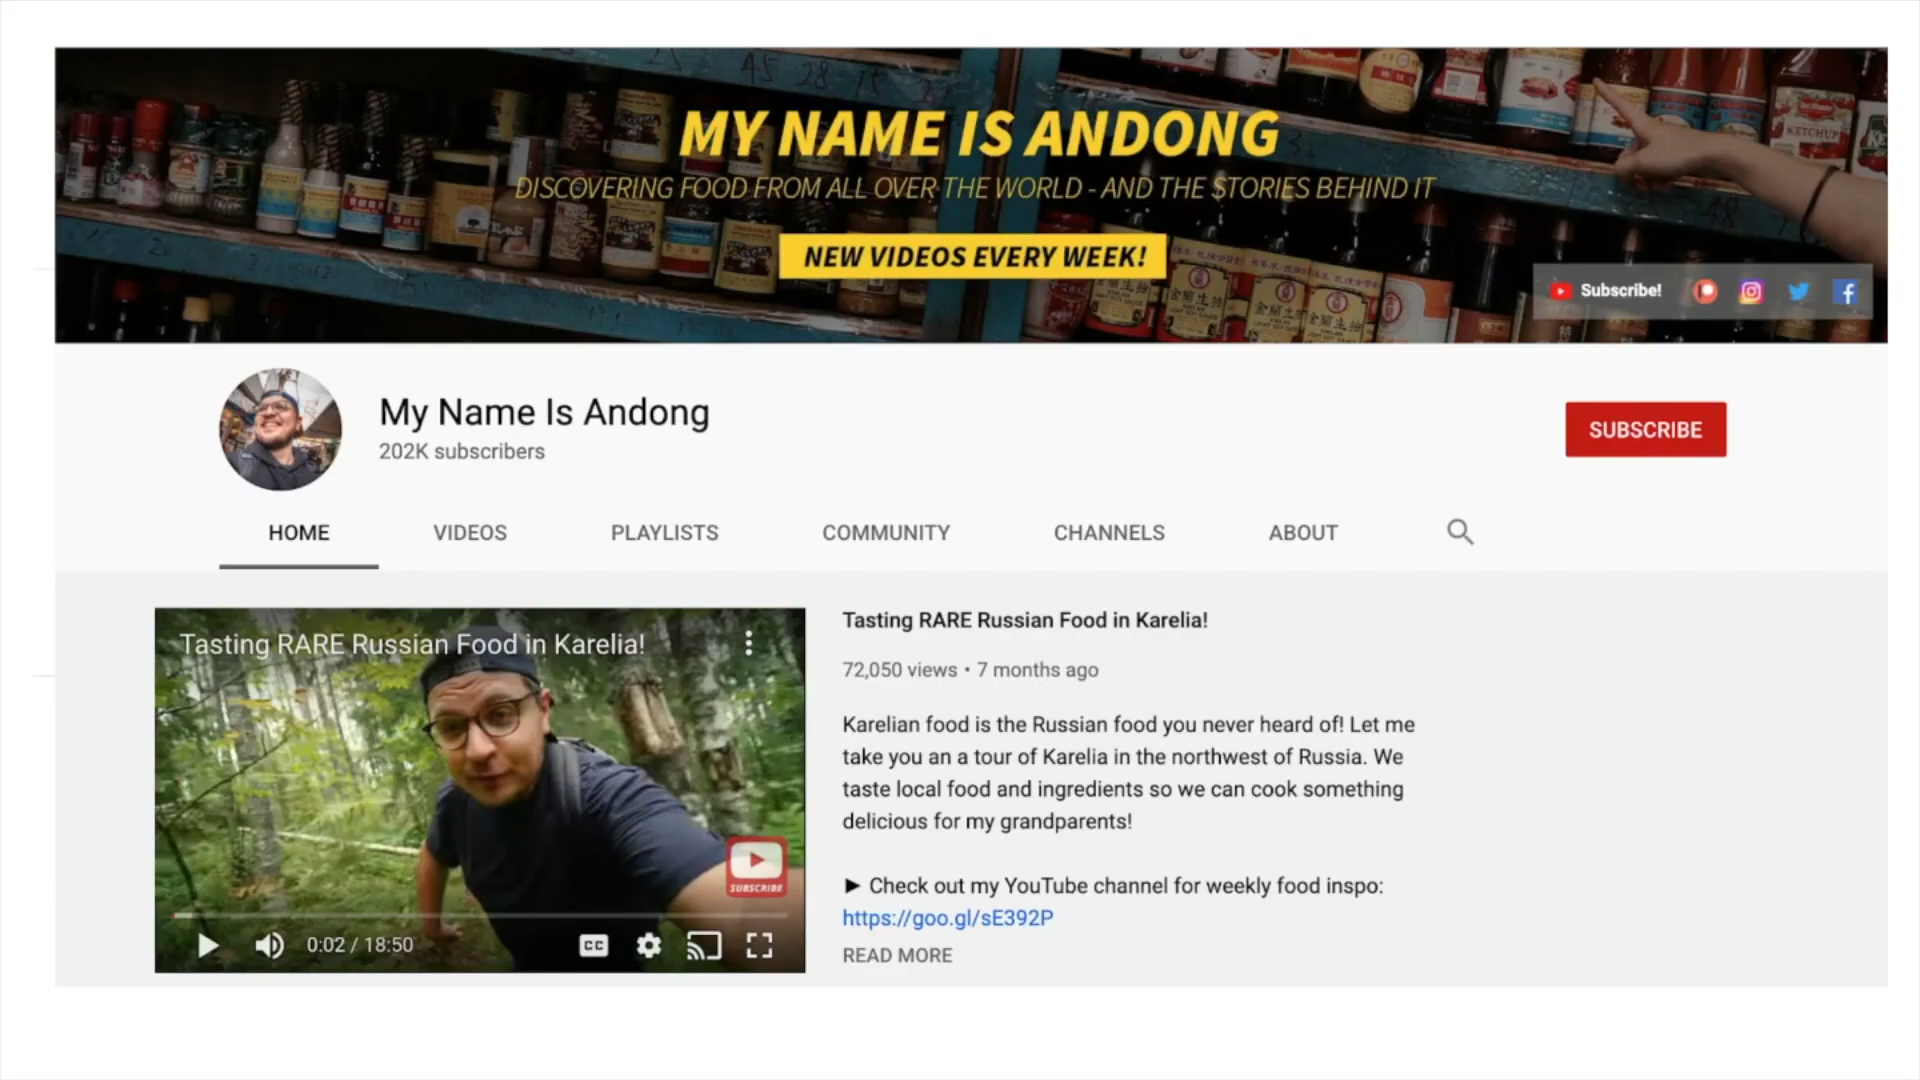 MY NAME IS ANDONG
DISCOVERING FOOD FROM ALL OVER THE WORLD - AND THE STORIES BEHIND IT
NEW VIDEOS EVERY WEEK!
KETCHUP
Subscribe!
My Name Is Andong
202K subscribers
SUBSCRIBE
HOME VIDEOS PLAYLISTS COMMUNITY CHANNELS ABOUT
Tasting RARE Russian Food in Karelia!
SUBSCRIBE
0:02 / 18:50
CC
Tasting RARE Russian Food in Karelia!
72,050 views • 7 months ago
Karelian food is the Russian food you never heard of! Let me
take you an a tour of Karelia in the northwest of Russia. We
taste local food and ingredients so we can cook something
delicious for my grandparents!
► Check out my YouTube channel for weekly food inspo:
https://goo.gl/sE392P
READ MORE